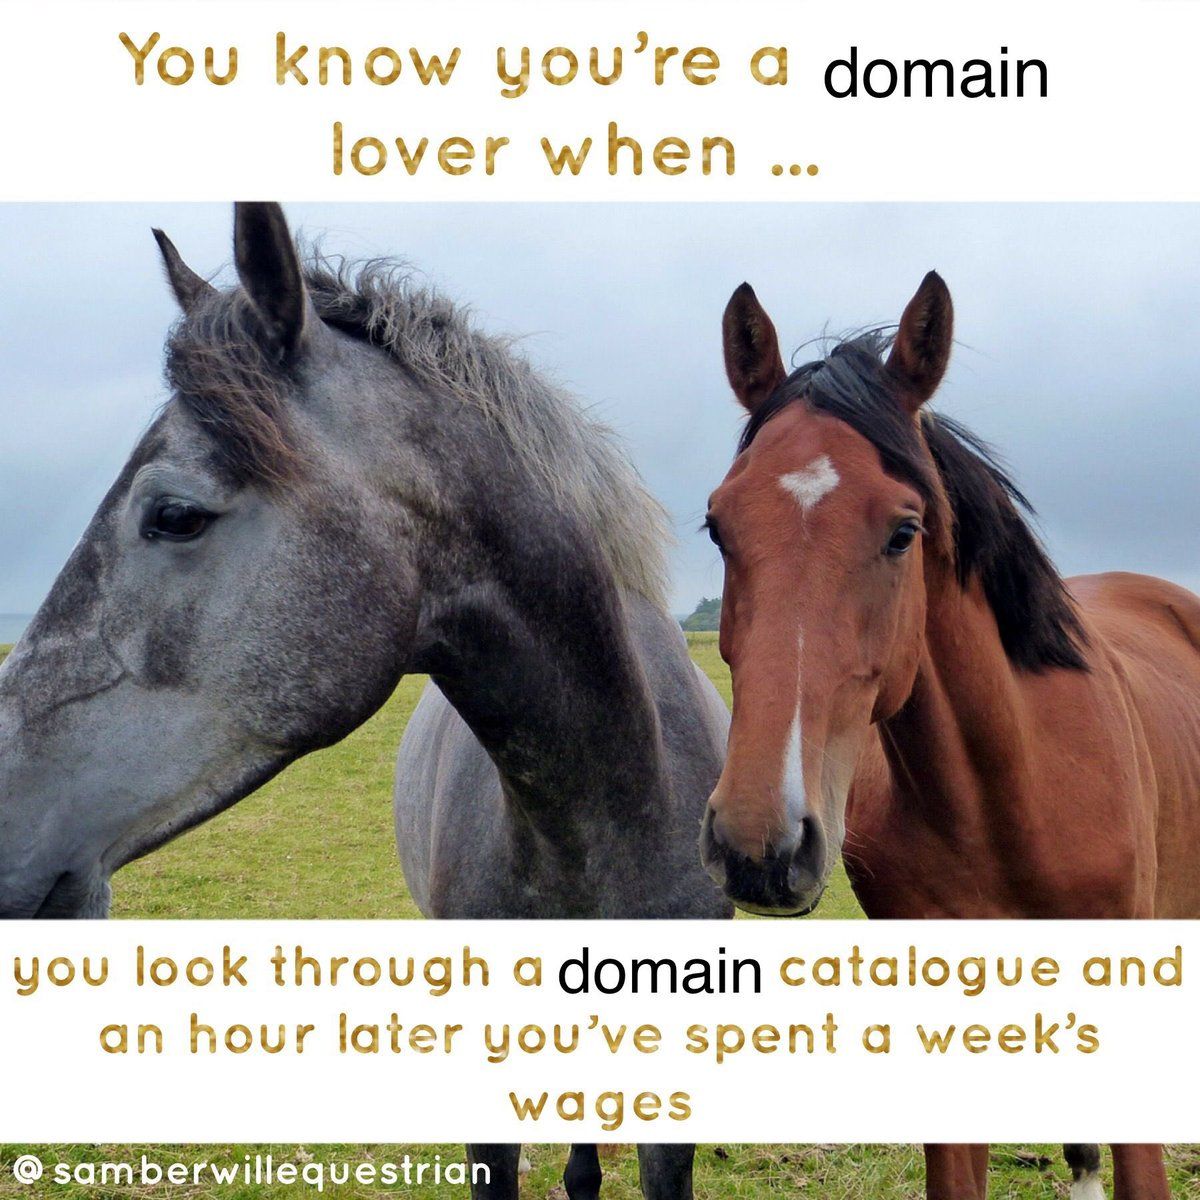 You know you're a domain
lover when ...
you look through a domain catalogue and
an hour later you've spent a week's
wages
@samberwillequestrian